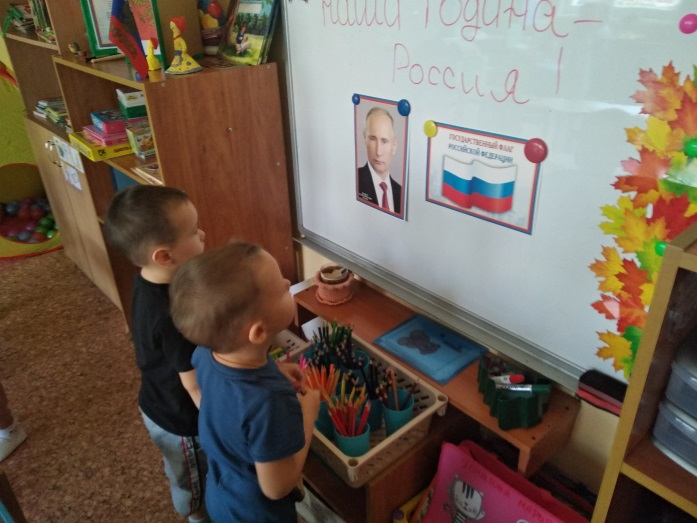 наша Родина –
Россия !
ГОСУДАРСТВЕННЫЙ ФЛАГ
РОССИЙСКОЙ ФЕДЕРАЦИИ